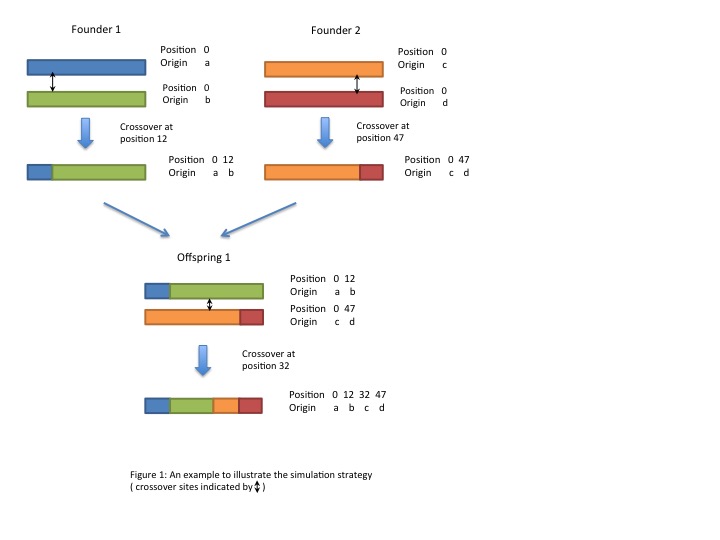 Founder 1
Founder 2
Position 0
Origin a
Position 0
Origin c
Position 0
Origin b
Position 0
Origin d
Crossover at
position 12
Crossover at
position 47
Position 0 12
Origin a b
Position 0 47
Origin c d
Offspring 1
Position 0 12
Origin a b
Position 0 47
Origin c d
Crossover at
position 32
Position 0 12 32 47
Origin a b c d
Figure 1: An example to illustrate the simulation strategy
( crossover sites indicated by )